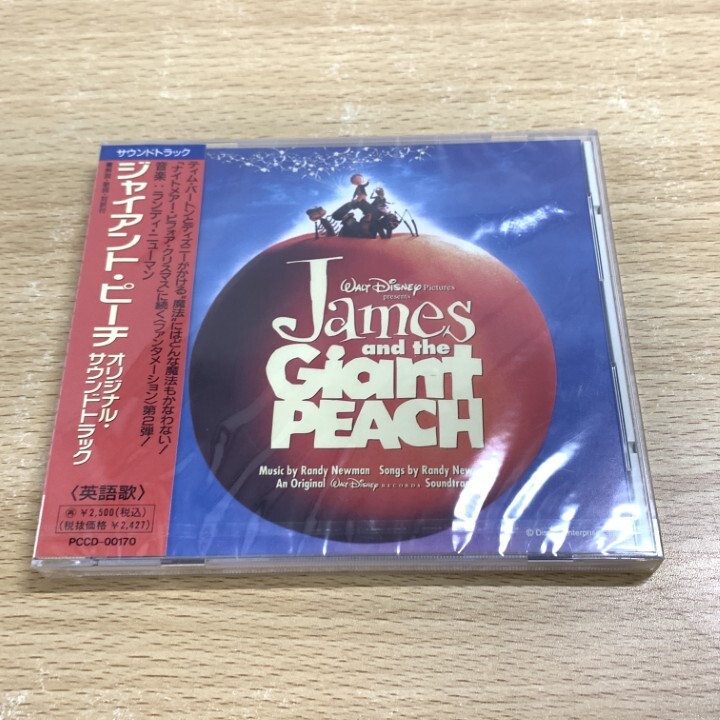 サウンドトラック
ジャイアント・ピーチ
オリジナル・
サウンドトラック
〈英語歌〉
¥2,500(税込)
(税抜価格 ¥2,427)
PCCD-00170
ティム・バートンとディズニーがかける“魔法”にはどんな魔法もかなわない!
「ナイトメアー・ビフォア・クリスマス」に続く〈ファンタメーション〉第2弾!
音楽:ランディ・ニューマン
WALT DISNEY Pictures
presents
James
and the
Giant
PEACH
Music by Randy Newman Songs by Randy
An Original WALT DISNEY RECORDS
©